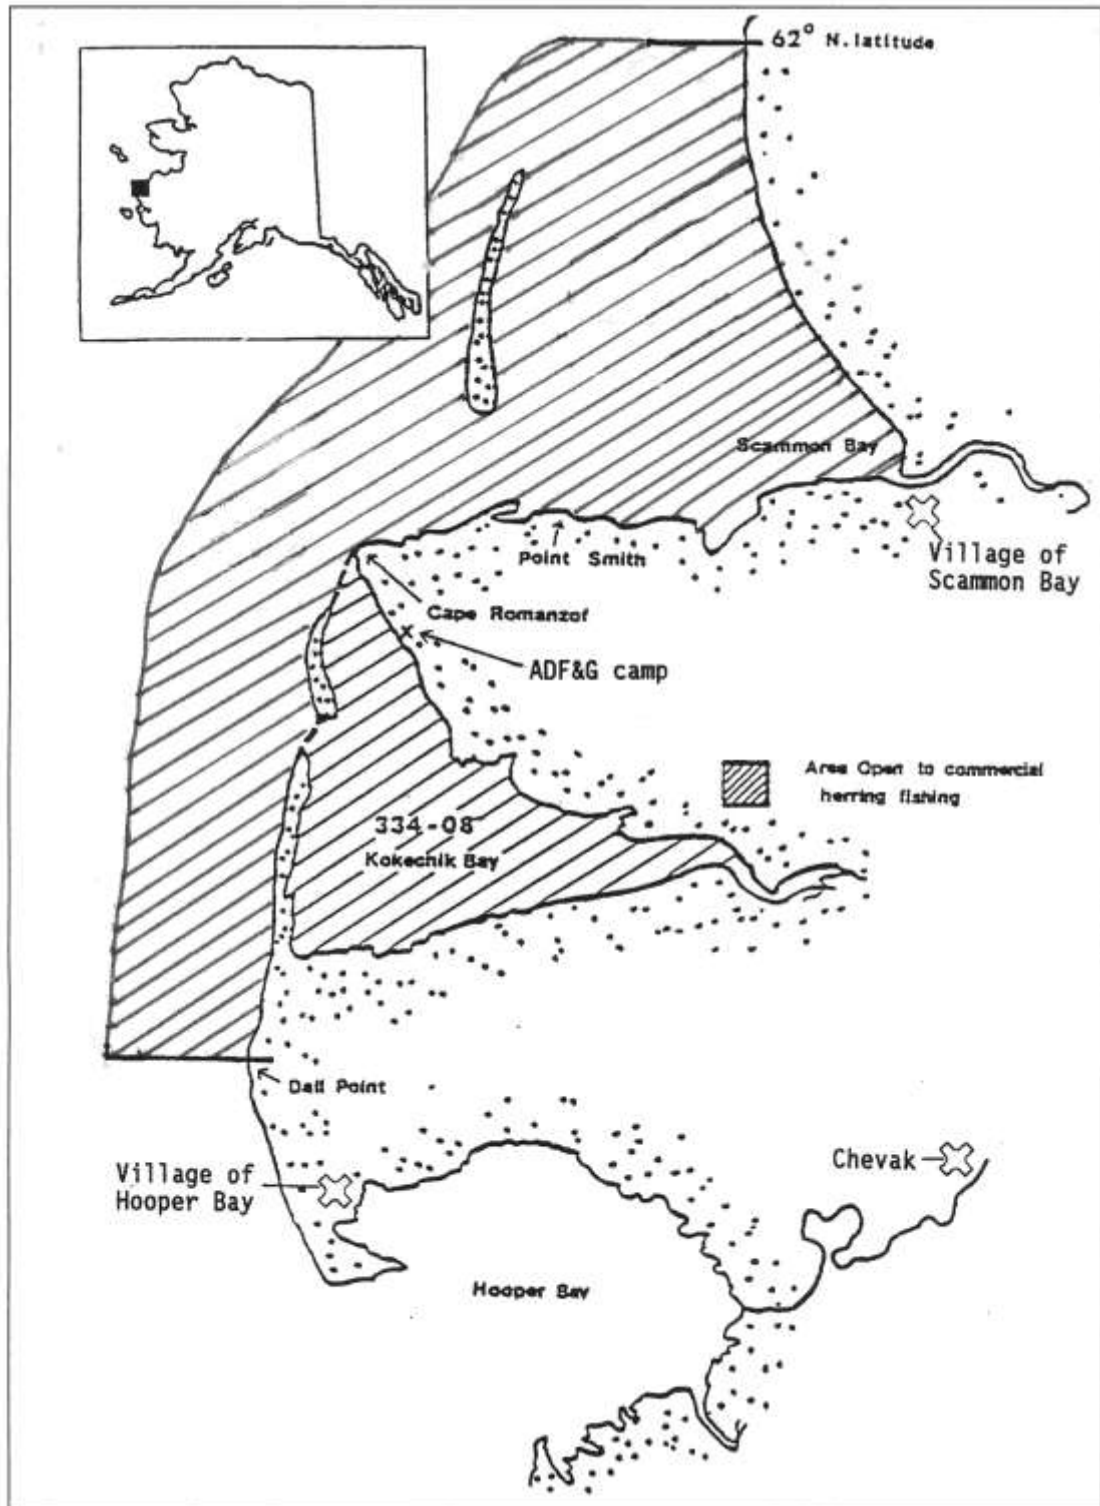 62° N. latitude
Scammon Bay
Village of
Scammon Bay
Point Smith
Cape Romanzof
ADF&G camp
Area Open to commercial
herring fishing
334-08
Kokechik Bay
Dall Point
Village of
Hooper Bay
Chevak
Hooper Bay